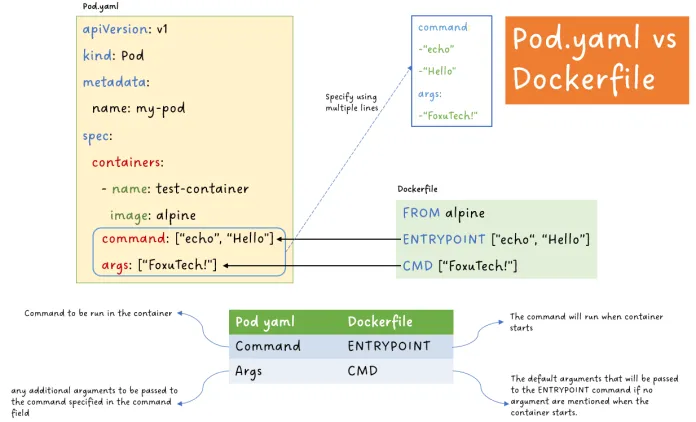 Pod.yaml
apiVersion: v1
kind: Pod
metadata:
name: my-pod
spec:
containers:
- name: test-container
image: alpine
command: ["echo", "Hello"]
args: ["FoxuTech!"]
Specify using
multiple lines
command
-"echo"
-"Hello"
args:
-"FoxuTech!"
Pod.yaml vs
Dockerfile
Dockerfile
FROM alpine
ENTRYPOINT ["echo", "Hello"]
CMD ["FoxuTech!"]
Command to be run in the container
any additional arguments to be passed to
the command specified in the command
field
Pod yaml Dockerfile
Command ENTRYPOINT
Args CMD
The command will run when container
starts
The default arguments that will be passed
to the ENTRYPOINT command if no
argument are mentioned when the
container starts.